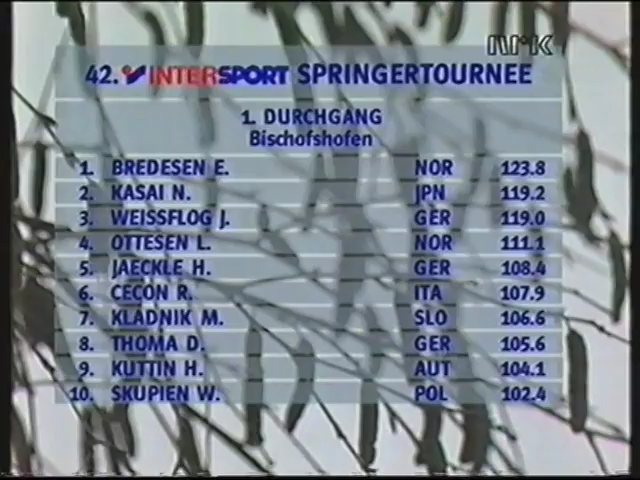 nrk
42. INTERSPORT SPRINGERTOURNEE
1. DURCHGANG
Bischofshofen
1. BREDESEN E. NOR 123.8
2. KASAI N. JPN 119.2
3. WEISSFLOG J. GER 119.0
4. OTTESEN L. NOR 111.1
5. JAECKLE H. GER 108.4
6. CECON R. ITA 107.9
7. KLADNIK M. SLO 106.6
8. THOMA D. GER 105.6
9. KUTTIN H. AUT 104.1
10. SKUPIEN W. POL 102.4